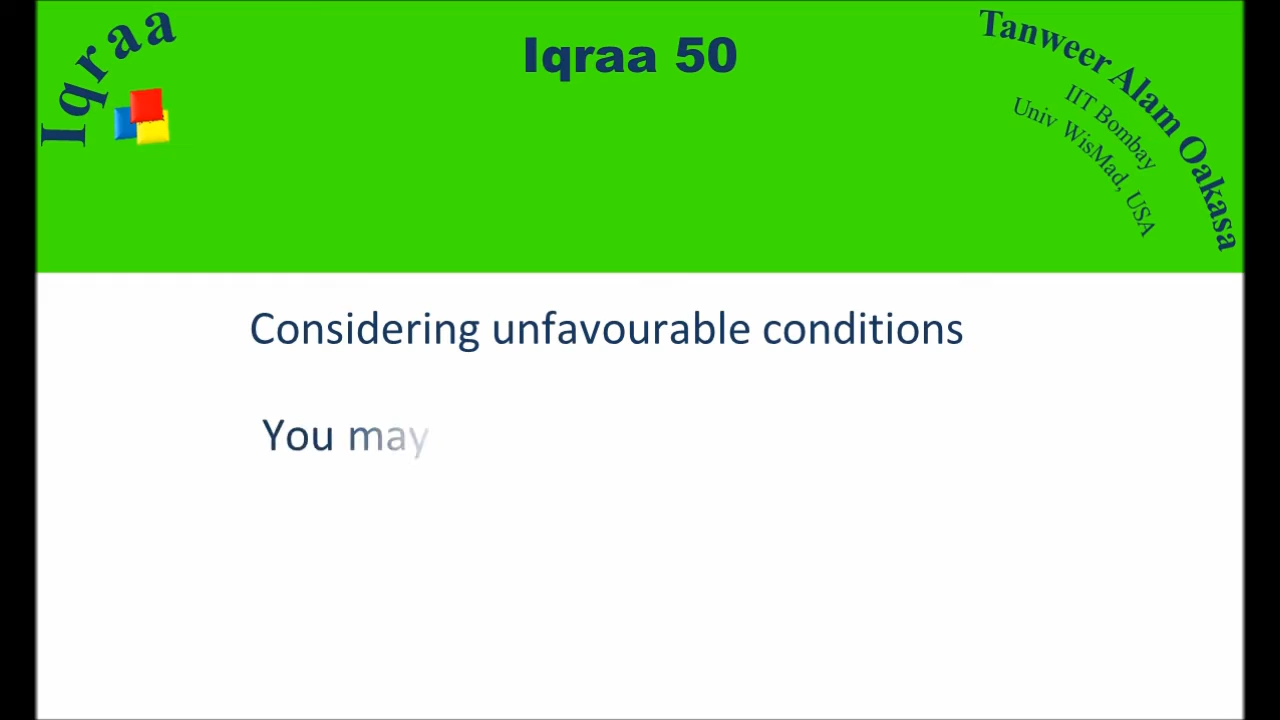 Iqraa
Iqraa 50
Tanweer Alam Oakasa
IIT Bombay
Univ WisMad, USA
Considering unfavourable conditions
You may